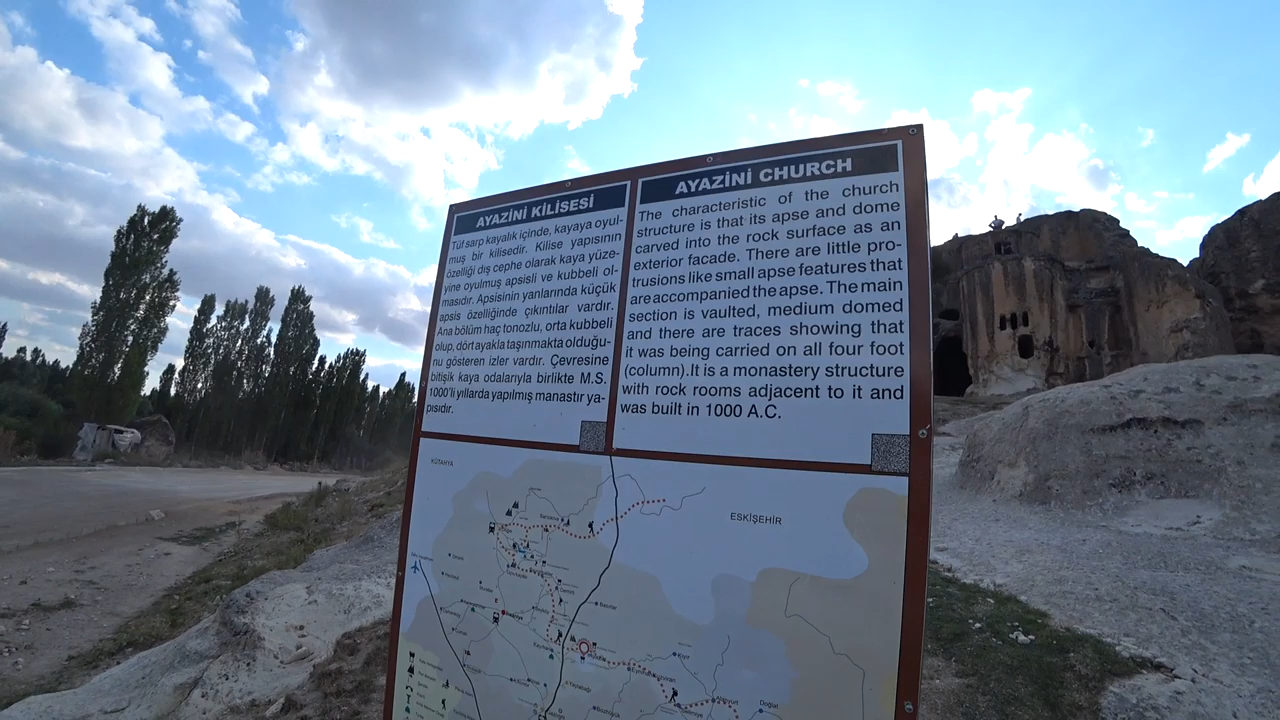 AYAZİNİ KİLİSESİ
Tüf sarp kayalık içinde, kayaya oyul-
muş bir kilisedir. Kilise yapısının
özelliği dış cephe olarak kaya yüze-
yine oyulmuş apsisli ve kubbeli ol-
masıdır. Apsisinin yanlarında küçük
apsis özelliğinde çıkıntılar vardır.
Ana bölüm haç tonozlu, orta kubbeli
olup, dört ayakla taşınmakta olduğu-
nu gösteren izler vardır. Çevresine
bitişik kaya odalarıyla birlikte M.S.
1000'li yıllarda yapılmış manastır ya-
pısıdır.
AYAZİNİ CHURCH
The characteristic of the church
structure is that its apse and dome
carved into the rock surface as an
exterior facade. There are little pro-
trusions like small apse features that
are accompanied the apse. The main
section is vaulted, medium domed
and there are traces showing that
it was being carried on all four foot
(column).It is a monastery structure
with rock rooms adjacent to it and
was built in 1000 A.C.
KÜTAHYA
ESKİŞEHİR
Doğlat